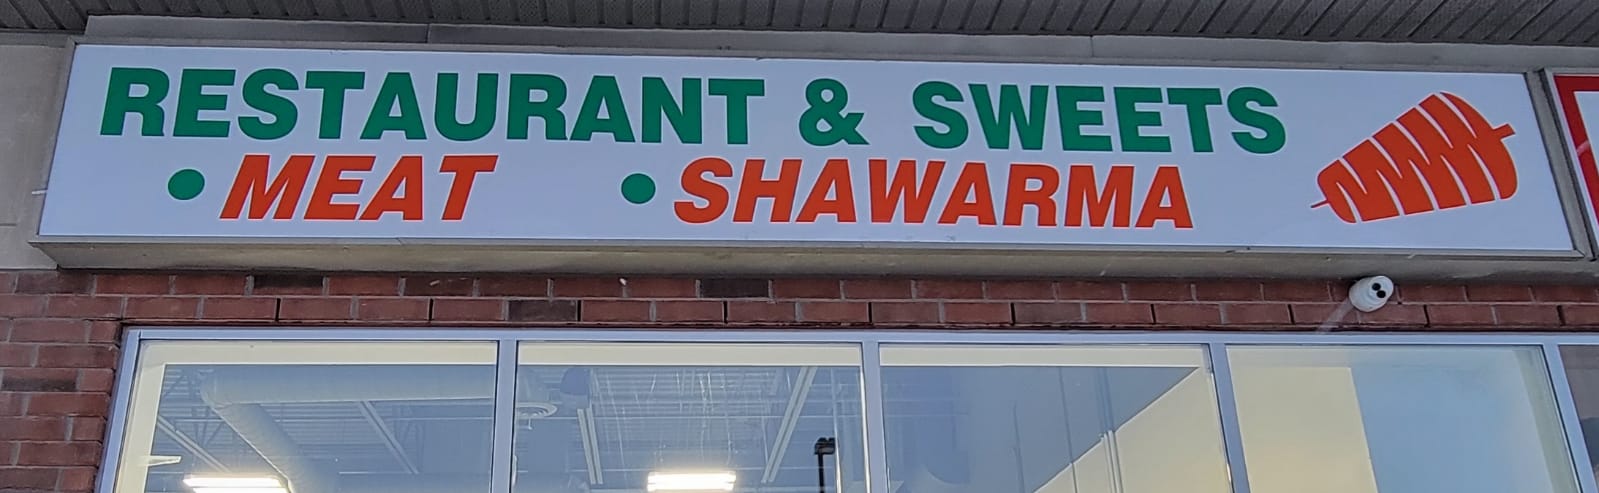 RESTAURANT & SWEETS
• MEAT • SHAWARMA